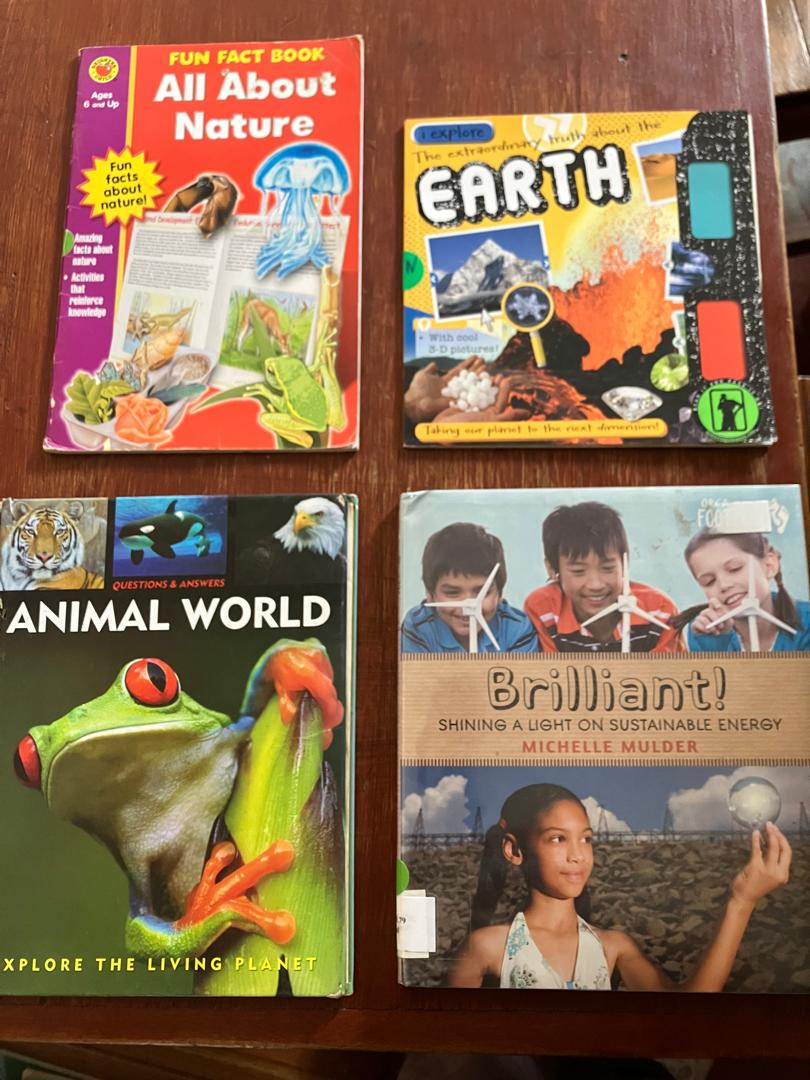 FUN FACT BOOK
All About
Nature
Ages
6 and Up
Fun
facts
about
nature!
Amazing
facts about
nature
• Activities
that
reinforce
knowledge
i explore
The extraordinary truth about the
EARTH
N
• With cool
3-D pictures!
Taking our planet to the next dimension!
QUESTIONS & ANSWERS
ANIMAL WORLD
XPLORE THE LIVING PLANET
Brilliant!
SHINING A LIGHT ON SUSTAINABLE ENERGY
MICHELLE MULDER